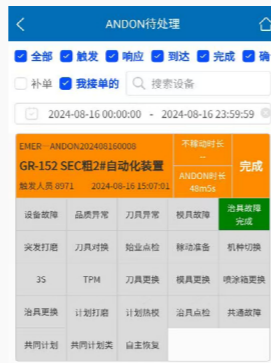 ANDON待处理
全部 触发 响应 到达 完成 确
补单 我接单的 搜索设备
2024-08-16 00:00:00 - 2024-08-16 23:59:59
EMER--ANDON202408160008
不移动时长
--
GR-152 SEC粗2#自动化装置
完成
ANDON时长
48m5s
触发人员 8971 2024-08-16 15:07:01
设备故障 品质异常 刀具异常 模具故障 治具故障
完成
突发打磨 刀具对换 始业点检 稼动准备 机种切换
3S TPM 刀具更换 模具更换 喷涂箱更换
治具更换 计划打磨 计划热模 治具点检 共通故障
共同计划 共同计划类 自主恢复